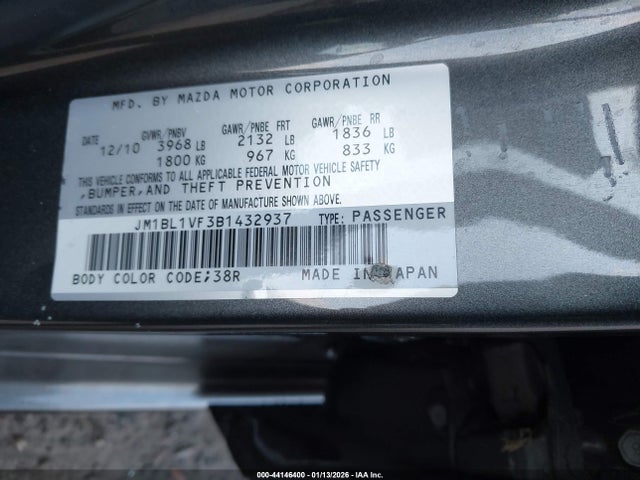 MFD. BY MAZDA MOTOR CORPORATION
DATE GVWR/PNBV GAWR/PNBE FRT GAWR/PNBE RR
12/10 3968 LB 2132 LB 1836 LB
1800 KG 967 KG 833 KG
THIS VEHICLE CONFORMS TO ALL APPLICABLE FEDERAL MOTOR VEHICLE SAFETY
,BUMPER,AND THEFT PREVENTION
STANDARDS IN EFFECT ON THE DATE OF MANUFACTURE SHOWN ABOVE.
JM1BL1VF3B1432937 TYPE: PASSENGER
BODY COLOR CODE;38R MADE IN JAPAN
000-44146400 - 01/13/2026 - IAA Inc.